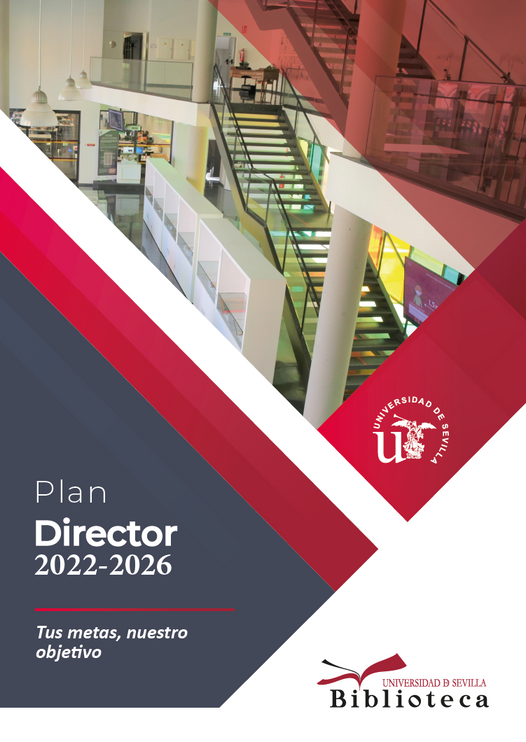 UNIVERSIDAD DE SEVILLA
u
Plan
Director
2022-2026
Tus metas, nuestro
objetivo
UNIVERSIDAD D SEVILLA
Biblioteca